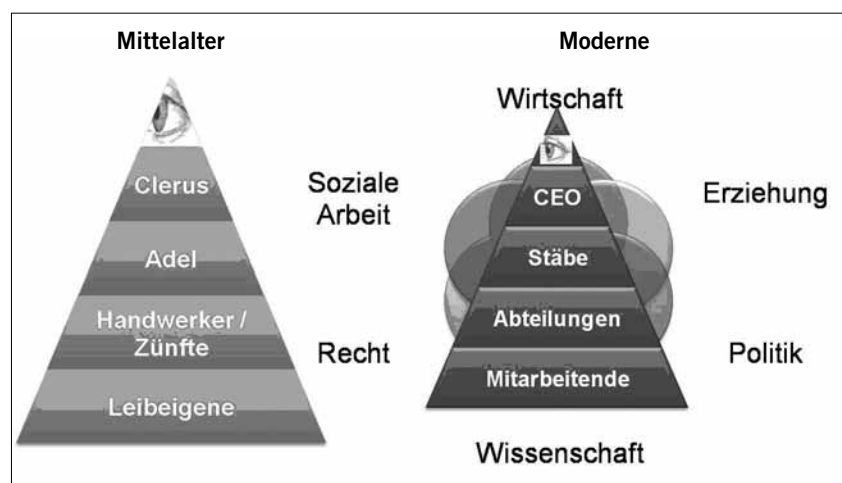 Mittelalter
Clerus
Adel
Handwerker /
Zünfte
Leibeigene
Moderne
Wirtschaft
Soziale
Arbeit
Erziehung
CEO
Stäbe
Abteilungen
Mitarbeitende
Recht
Politik
Wissenschaft